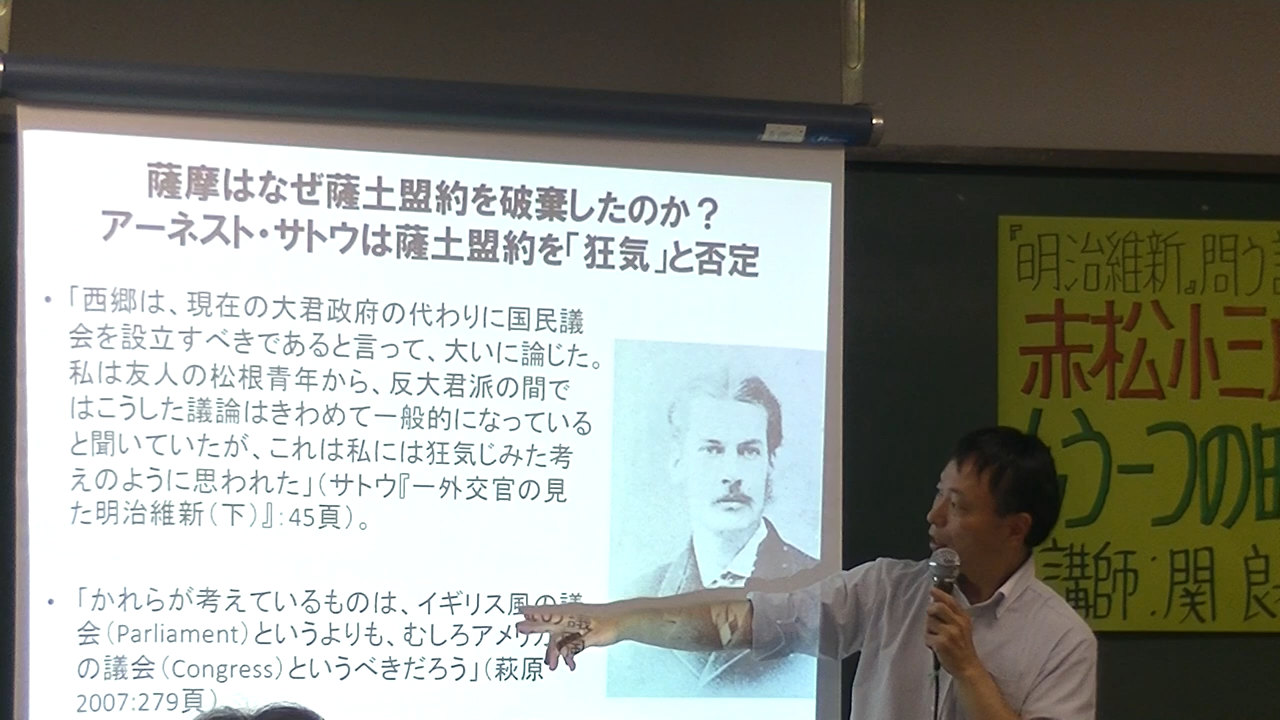 薩摩はなぜ薩土盟約を破棄したのか？
アーネスト・サトウは薩土盟約を「狂気」と否定
•「西郷は、現在の大君政府の代わりに国民議
会を設立すべきであると言って、大いに論じた。
私は友人の松根青年から、反大君派の間で
はこうした議論はきわめて一般的になっている
と聞いていたが、これは私には狂気じみた考
えのように思われた」（サトウ『一外交官の見
た明治維新（下）』：45頁）。
•「かれらが考えているものは、イギリス風の議
会（Parliament）というよりも、むしろアメリカ
の議会（Congress）というべきだろう」（萩原
2007:279頁）
『明治維新』問う
赤松小三
もう一つの
講師：関 良